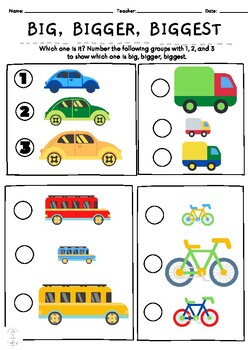 Name: Teacher: Date:
BIG, BIGGER, BIGGEST
Which one is it? Number the following groups with 1, 2, and 3
to show which one is big, bigger, biggest.
1
2
3